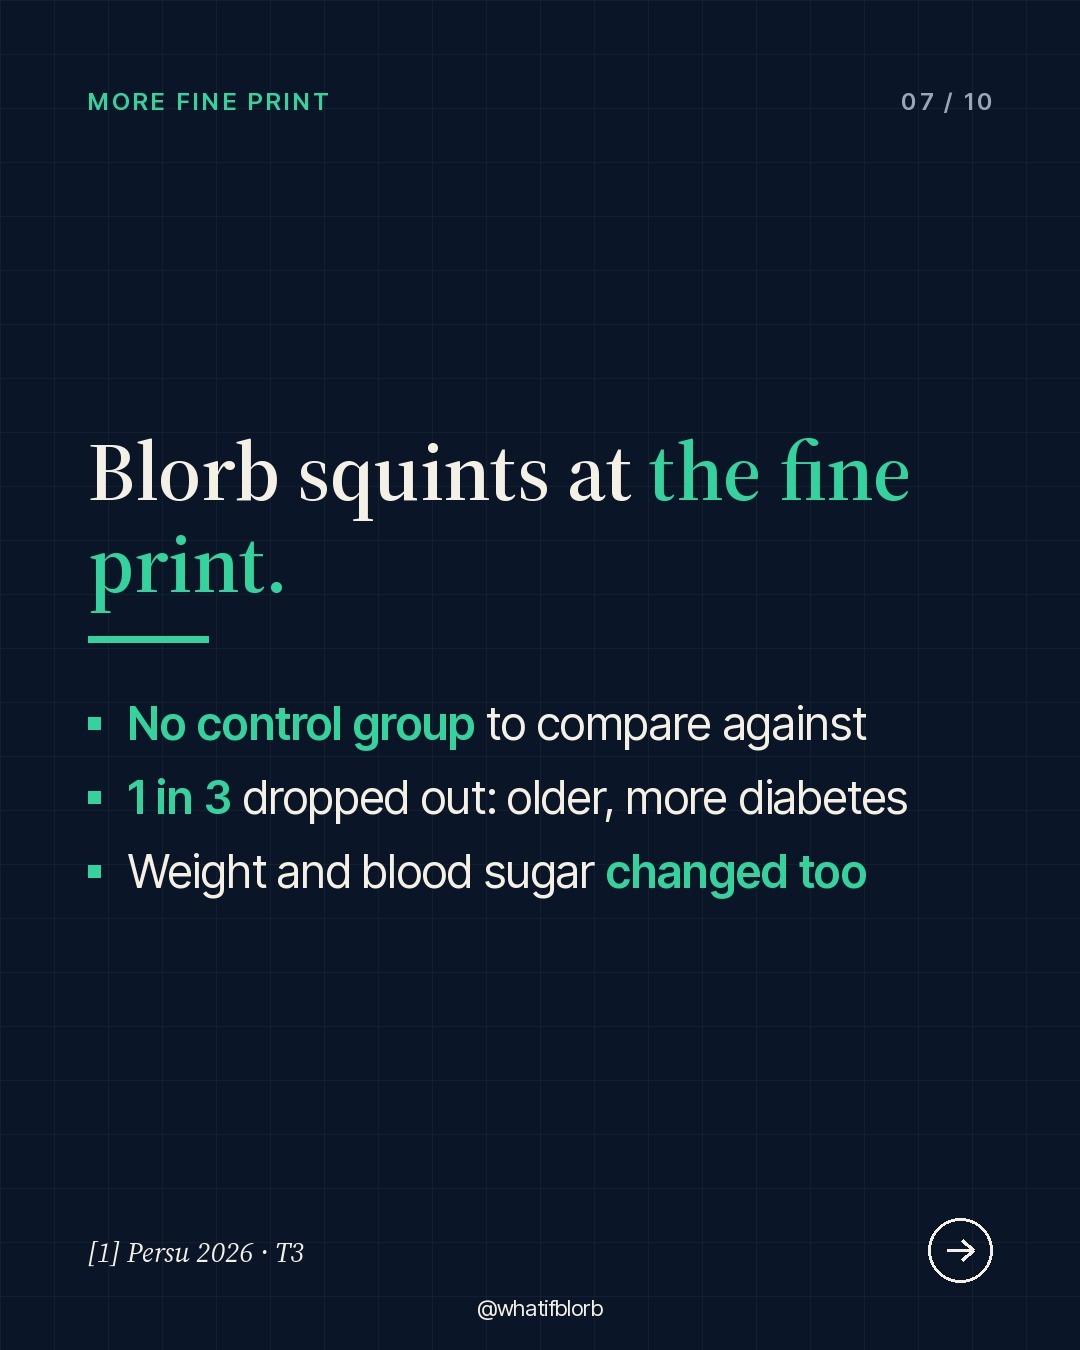 MORE FINE PRINT
07 / 10
Blorb squints at the fine
print.
▪ No control group to compare against
▪ 1 in 3 dropped out: older, more diabetes
▪ Weight and blood sugar changed too
[1] Persu 2026 · T3
@whatifblorb